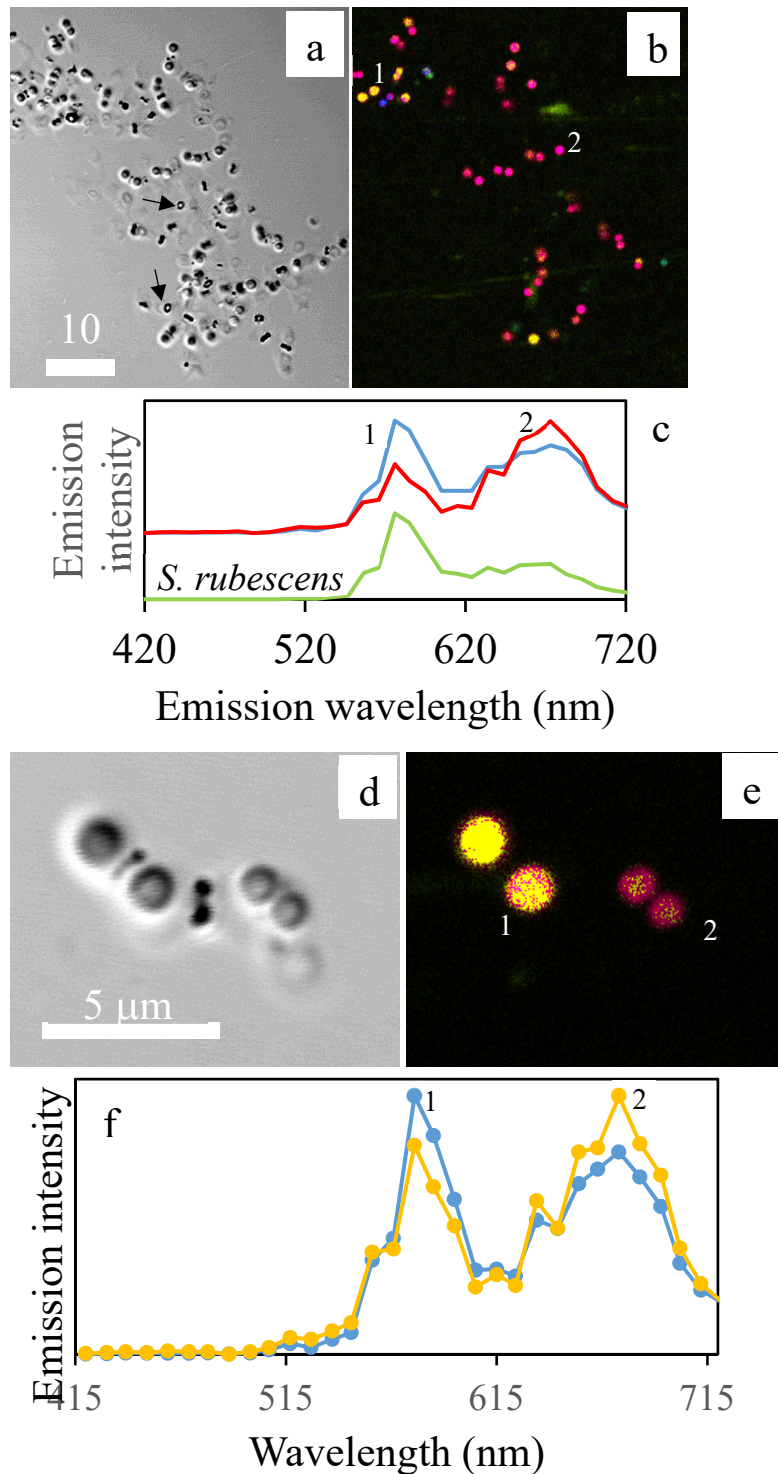 a
b
1
2
10
c
1
2
Emission
intensity
S. rubescens
420 520 620 720
Emission wavelength (nm)
d
e
5 μm
1
2
f
1
2
Emission intensity
415 515 615 715
Wavelength (nm)